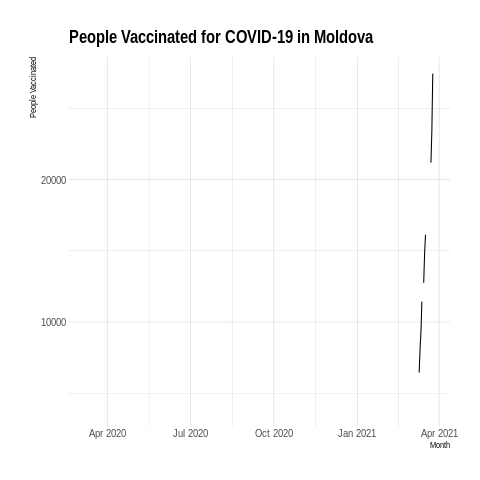 People Vaccinated for COVID-19 in Moldova
People Vaccinated
20000
10000
Apr 2020
Jul 2020
Oct 2020
Jan 2021
Apr 2021
Month